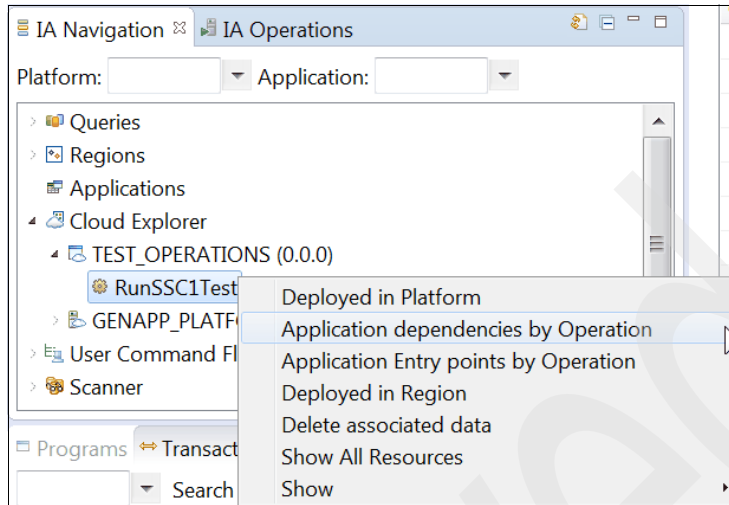 IA Navigation IA Operations
Platform: Application:
Queries
Regions
Applications
Cloud Explorer
TEST_OPERATIONS (0.0.0)
RunSSC1Test
Deployed in Platform
GENAPP_PLATF
Application dependencies by Operation
User Command Fl
Application Entry points by Operation
Scanner
Deployed in Region
Delete associated data
Programs Transact
Show All Resources
Search
Show